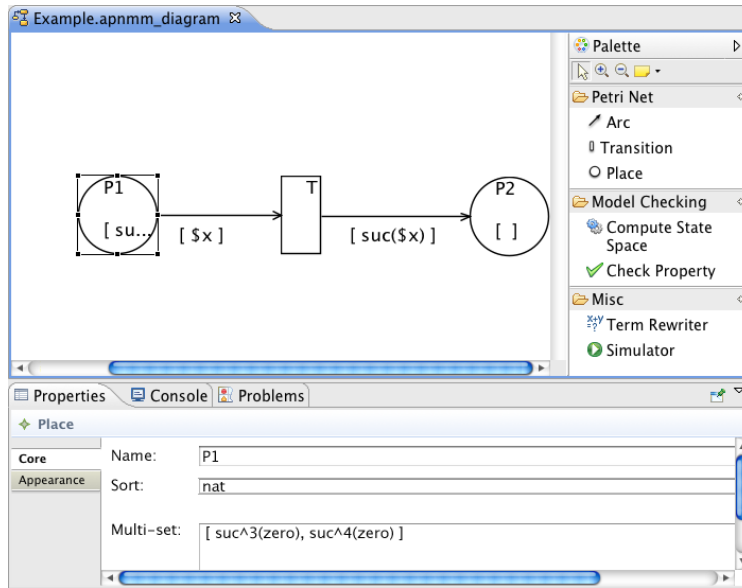 Example.apnmm_diagram
P1
[ su...
[ $x ]
T
[ suc($x) ]
P2
[ ]
Palette
Petri Net
Arc
Transition
Place
Model Checking
Compute State
Space
Check Property
Misc
x+y
=?
Term Rewriter
Simulator
Properties
Console
Problems
Place
Core
Appearance
Name:
P1
Sort:
nat
Multi-set:
[ suc^3(zero), suc^4(zero) ]